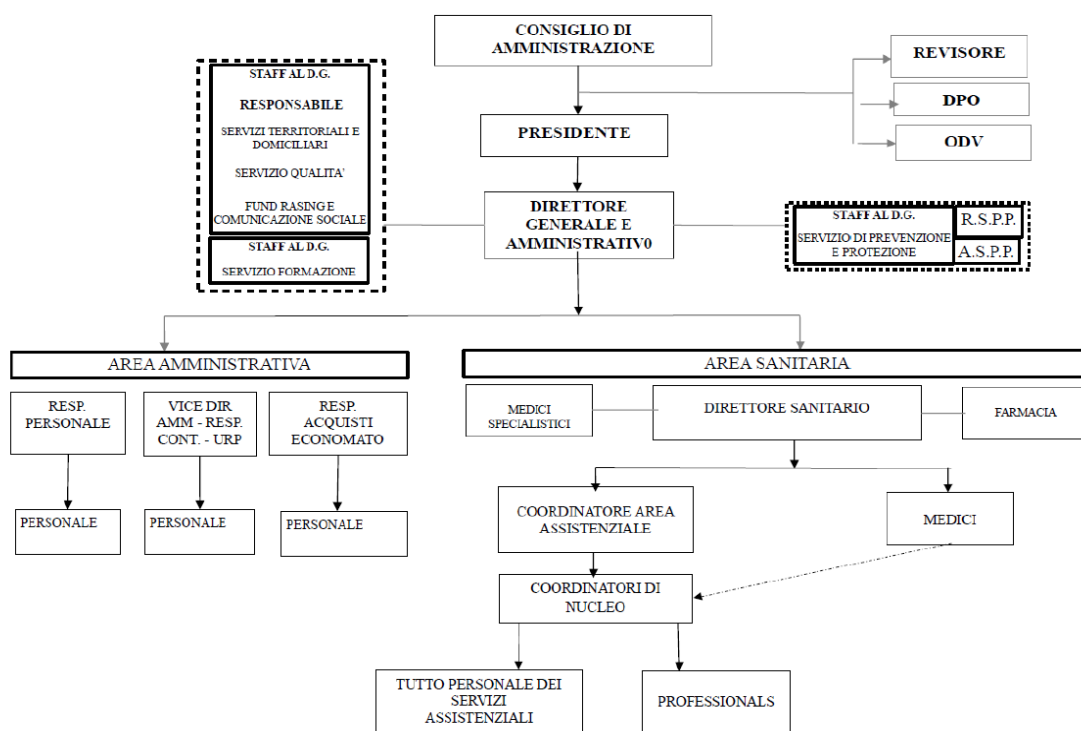 CONSIGLIO DI
AMMINISTRAZIONE
REVISORE
DPO
ODV
STAFF AL D.G.
RESPONSABILE
SERVIZI TERRITORIALI E
DOMICILIARI
SERVIZIO QUALITA'
FUND RASING E
COMUNICAZIONE SOCIALE
STAFF AL D.G.
SERVIZIO FORMAZIONE
PRESIDENTE
DIRETTORE
GENERALE E
AMMINISTRATIV0
STAFF AL D.G.
SERVIZIO DI PREVENZIONE
E PROTEZIONE
R.S.P.P.
A.S.P.P.
AREA AMMINISTRATIVA
RESP.
PERSONALE
VICE DIR
AMM - RESP.
CONT. - URP
RESP.
ACQUISTI
ECONOMATO
PERSONALE
PERSONALE
PERSONALE
AREA SANITARIA
MEDICI
SPECIALISTICI
DIRETTORE SANITARIO
FARMACIA
COORDINATORE AREA
ASSISTENZIALE
MEDICI
COORDINATORI DI
NUCLEO
TUTTO PERSONALE DEI
SERVIZI
ASSISTENZIALI
PROFESSIONALS